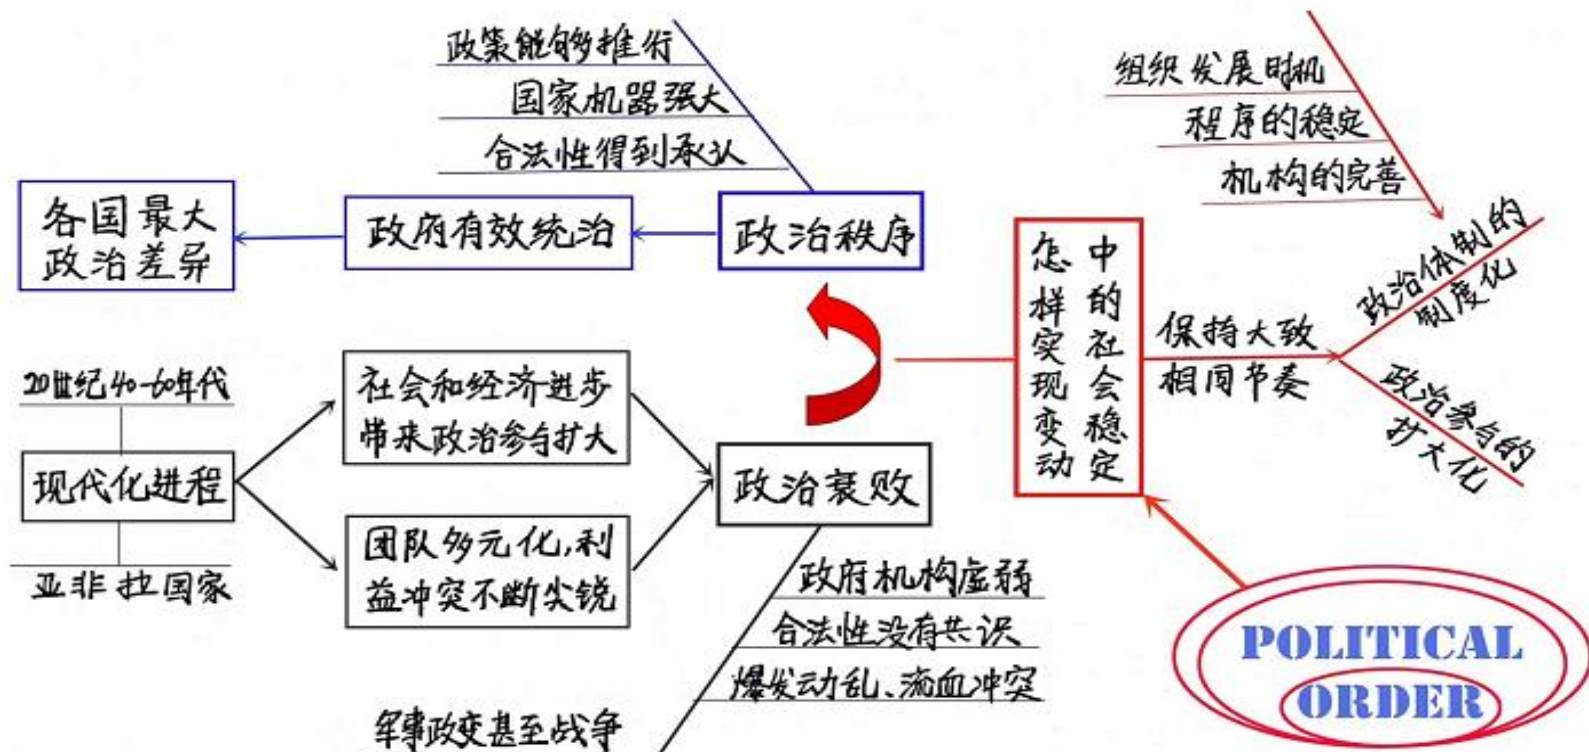 政策能够推行
国家机器强大
合法性得到承认
组织发展时机
程序的稳定
机构的完善
各国最大
政治差异
政府有效统治
政治秩序
怎样实现变动
中的社会稳定
保持大致
相同节奏
政治体制的
制度化
政治参与的
扩大化
20世纪40-60年代
现代化进程
亚非拉国家
社会和经济进步
带来政治参与扩大
团队多元化,利
益冲突不断尖锐
政治衰败
政府机构虚弱
合法性没有共识
爆发动乱、流血冲突
军事政变甚至战争
POLITICAL
ORDER